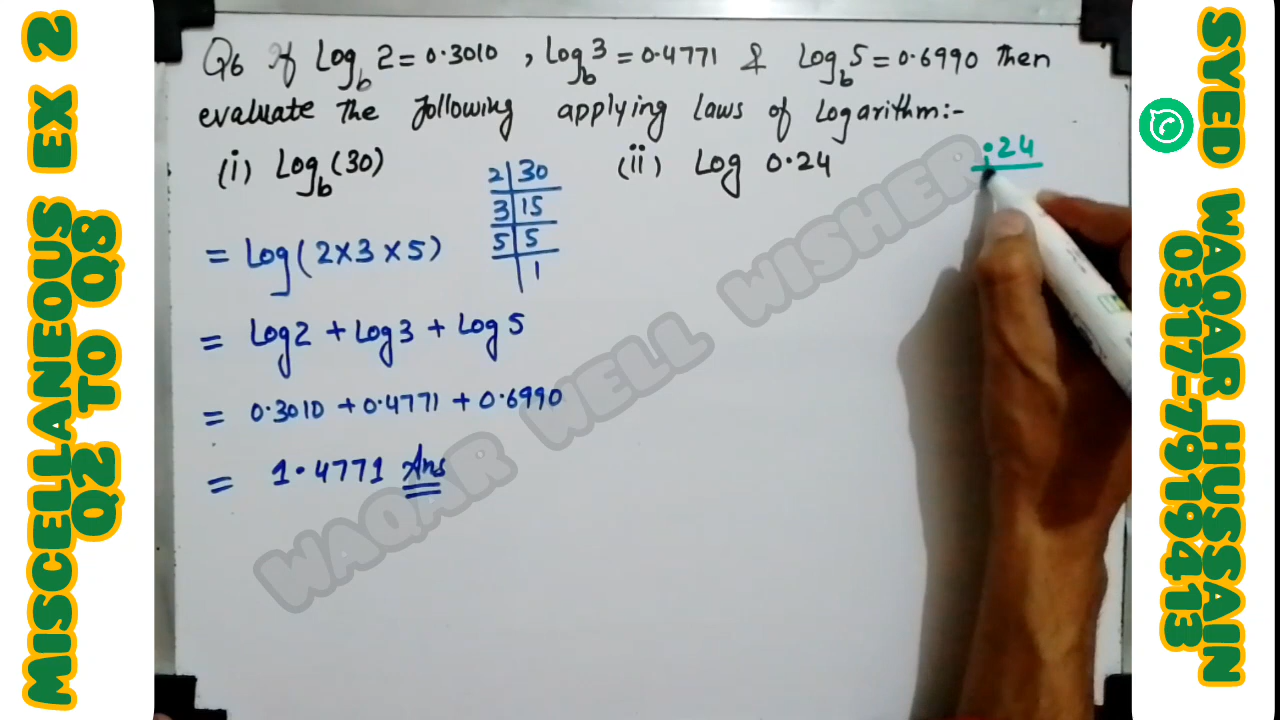 MISCELLANEOUS EX 2
Q2 TO Q8
Q6 If Log_b 2 = 0.3010 , Log_b 3 = 0.4771 & Log_b 5 = 0.6990 Then
evaluate the following applying Laws of Logarithm:-
(i) Log_b (30)
2 | 30
3 | 15
5 | 5
| 1
= Log (2 × 3 × 5)
= Log 2 + Log 3 + Log 5
= 0.3010 + 0.4771 + 0.6990
= 1.4771 Ans
(ii) Log 0.24
.24
WAQAR WELL WISHER
SYED WAQAR HUSSAIN
0317-7919413